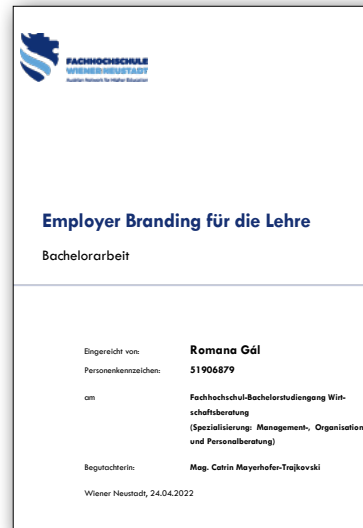 FACHHOCHSCHULE
WIENER NEUSTADT
Austrian Network for Higher Education
Employer Branding für die Lehre
Bachelorarbeit
Eingereicht von: Romana Gál
Personenkennzeichen: 51906879
am Fachhochschul-Bachelorstudiengang Wirt-
schaftsberatung
(Spezialisierung: Management-, Organisation
und Personalberatung)
Begutachterin: Mag. Catrin Mayerhofer-Trajkovski
Wiener Neustadt, 24.04.2022